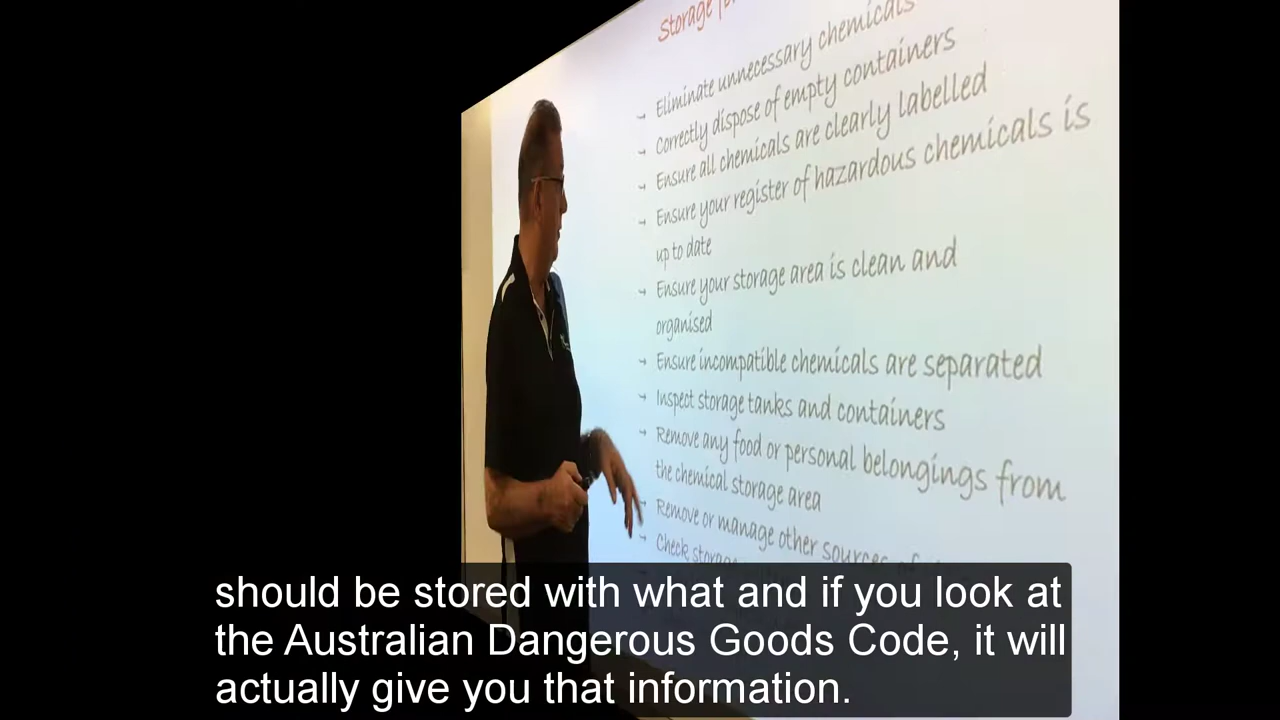 Storage
→ Eliminate unnecessary chemicals
→ Correctly dispose of empty containers
→ Ensure all chemicals are clearly labelled
→ Ensure your register of hazardous chemicals is
up to date
→ Ensure your storage area is clean and
organised
→ Ensure incompatible chemicals are separated
→ Inspect storage tanks and containers
→ Remove any food or personal belongings from
the chemical storage area
→ Remove or manage other sources of
→ Check storage
should be stored with what and if you look at
the Australian Dangerous Goods Code, it will
actually give you that information.